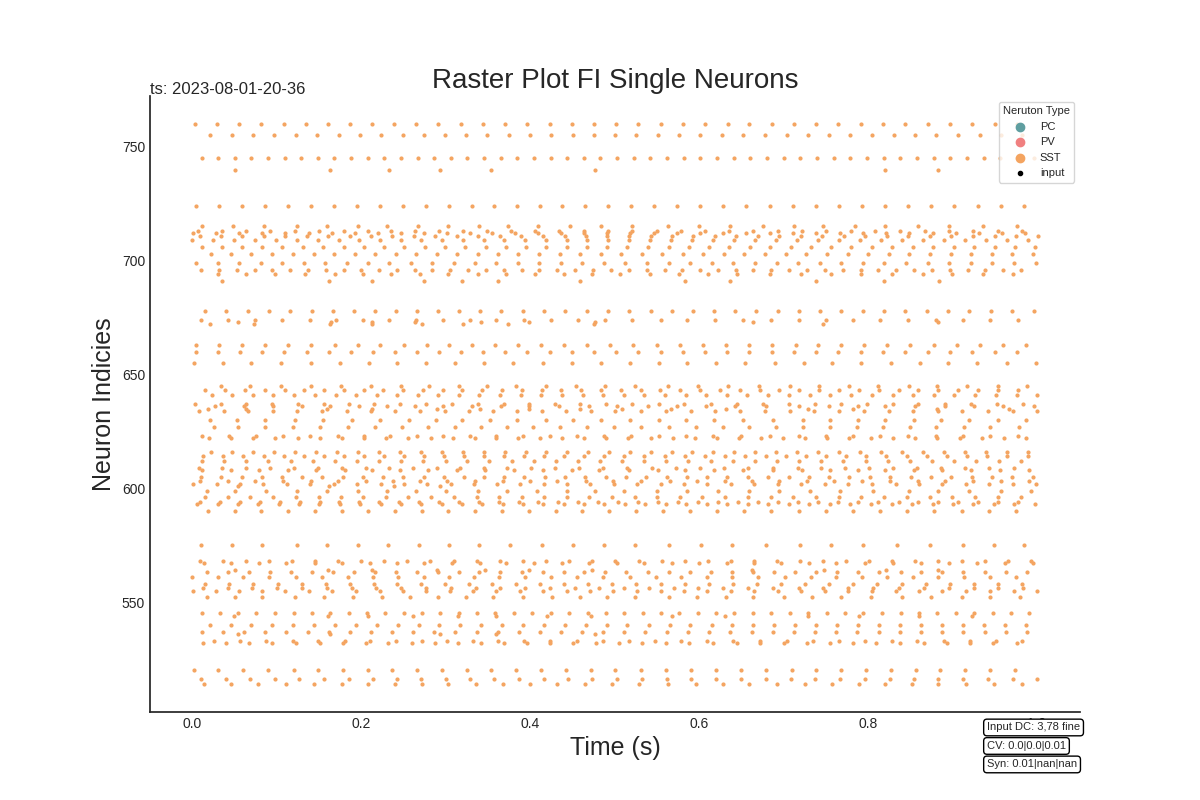 Raster Plot FI Single Neurons
ts: 2023-08-01-20-36
Neruton Type
PC
PV
SST
input
Neuron Indicies
750
700
650
600
550
0.0
0.2
0.4
0.6
0.8
Time (s)
Input DC: 3,78 fine
CV: 0.0|0.0|0.01
Syn: 0.01|nan|nan